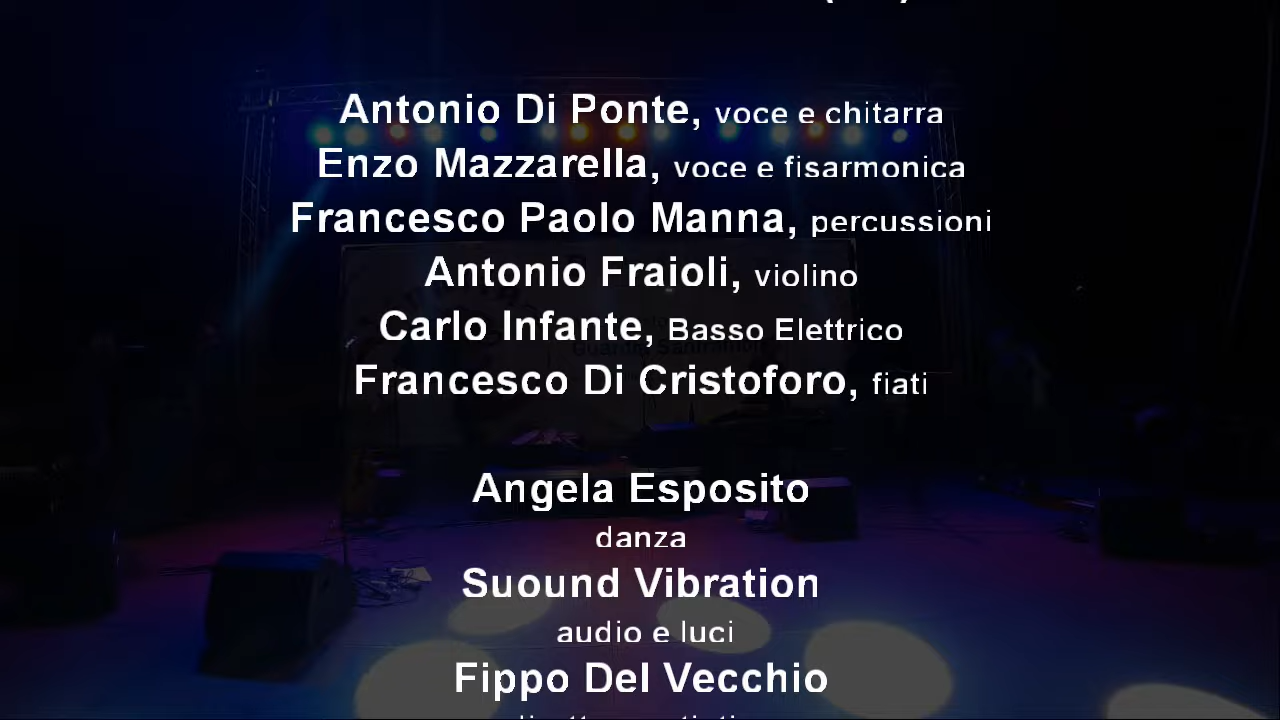 Antonio Di Ponte, voce e chitarra
Enzo Mazzarella, voce e fisarmonica
Francesco Paolo Manna, percussioni
Antonio Fraioli, violino
Carlo Infante, Basso Elettrico
Francesco Di Cristoforo, fiati
Angela Esposito
danza
Suound Vibration
audio e luci
Fippo Del Vecchio